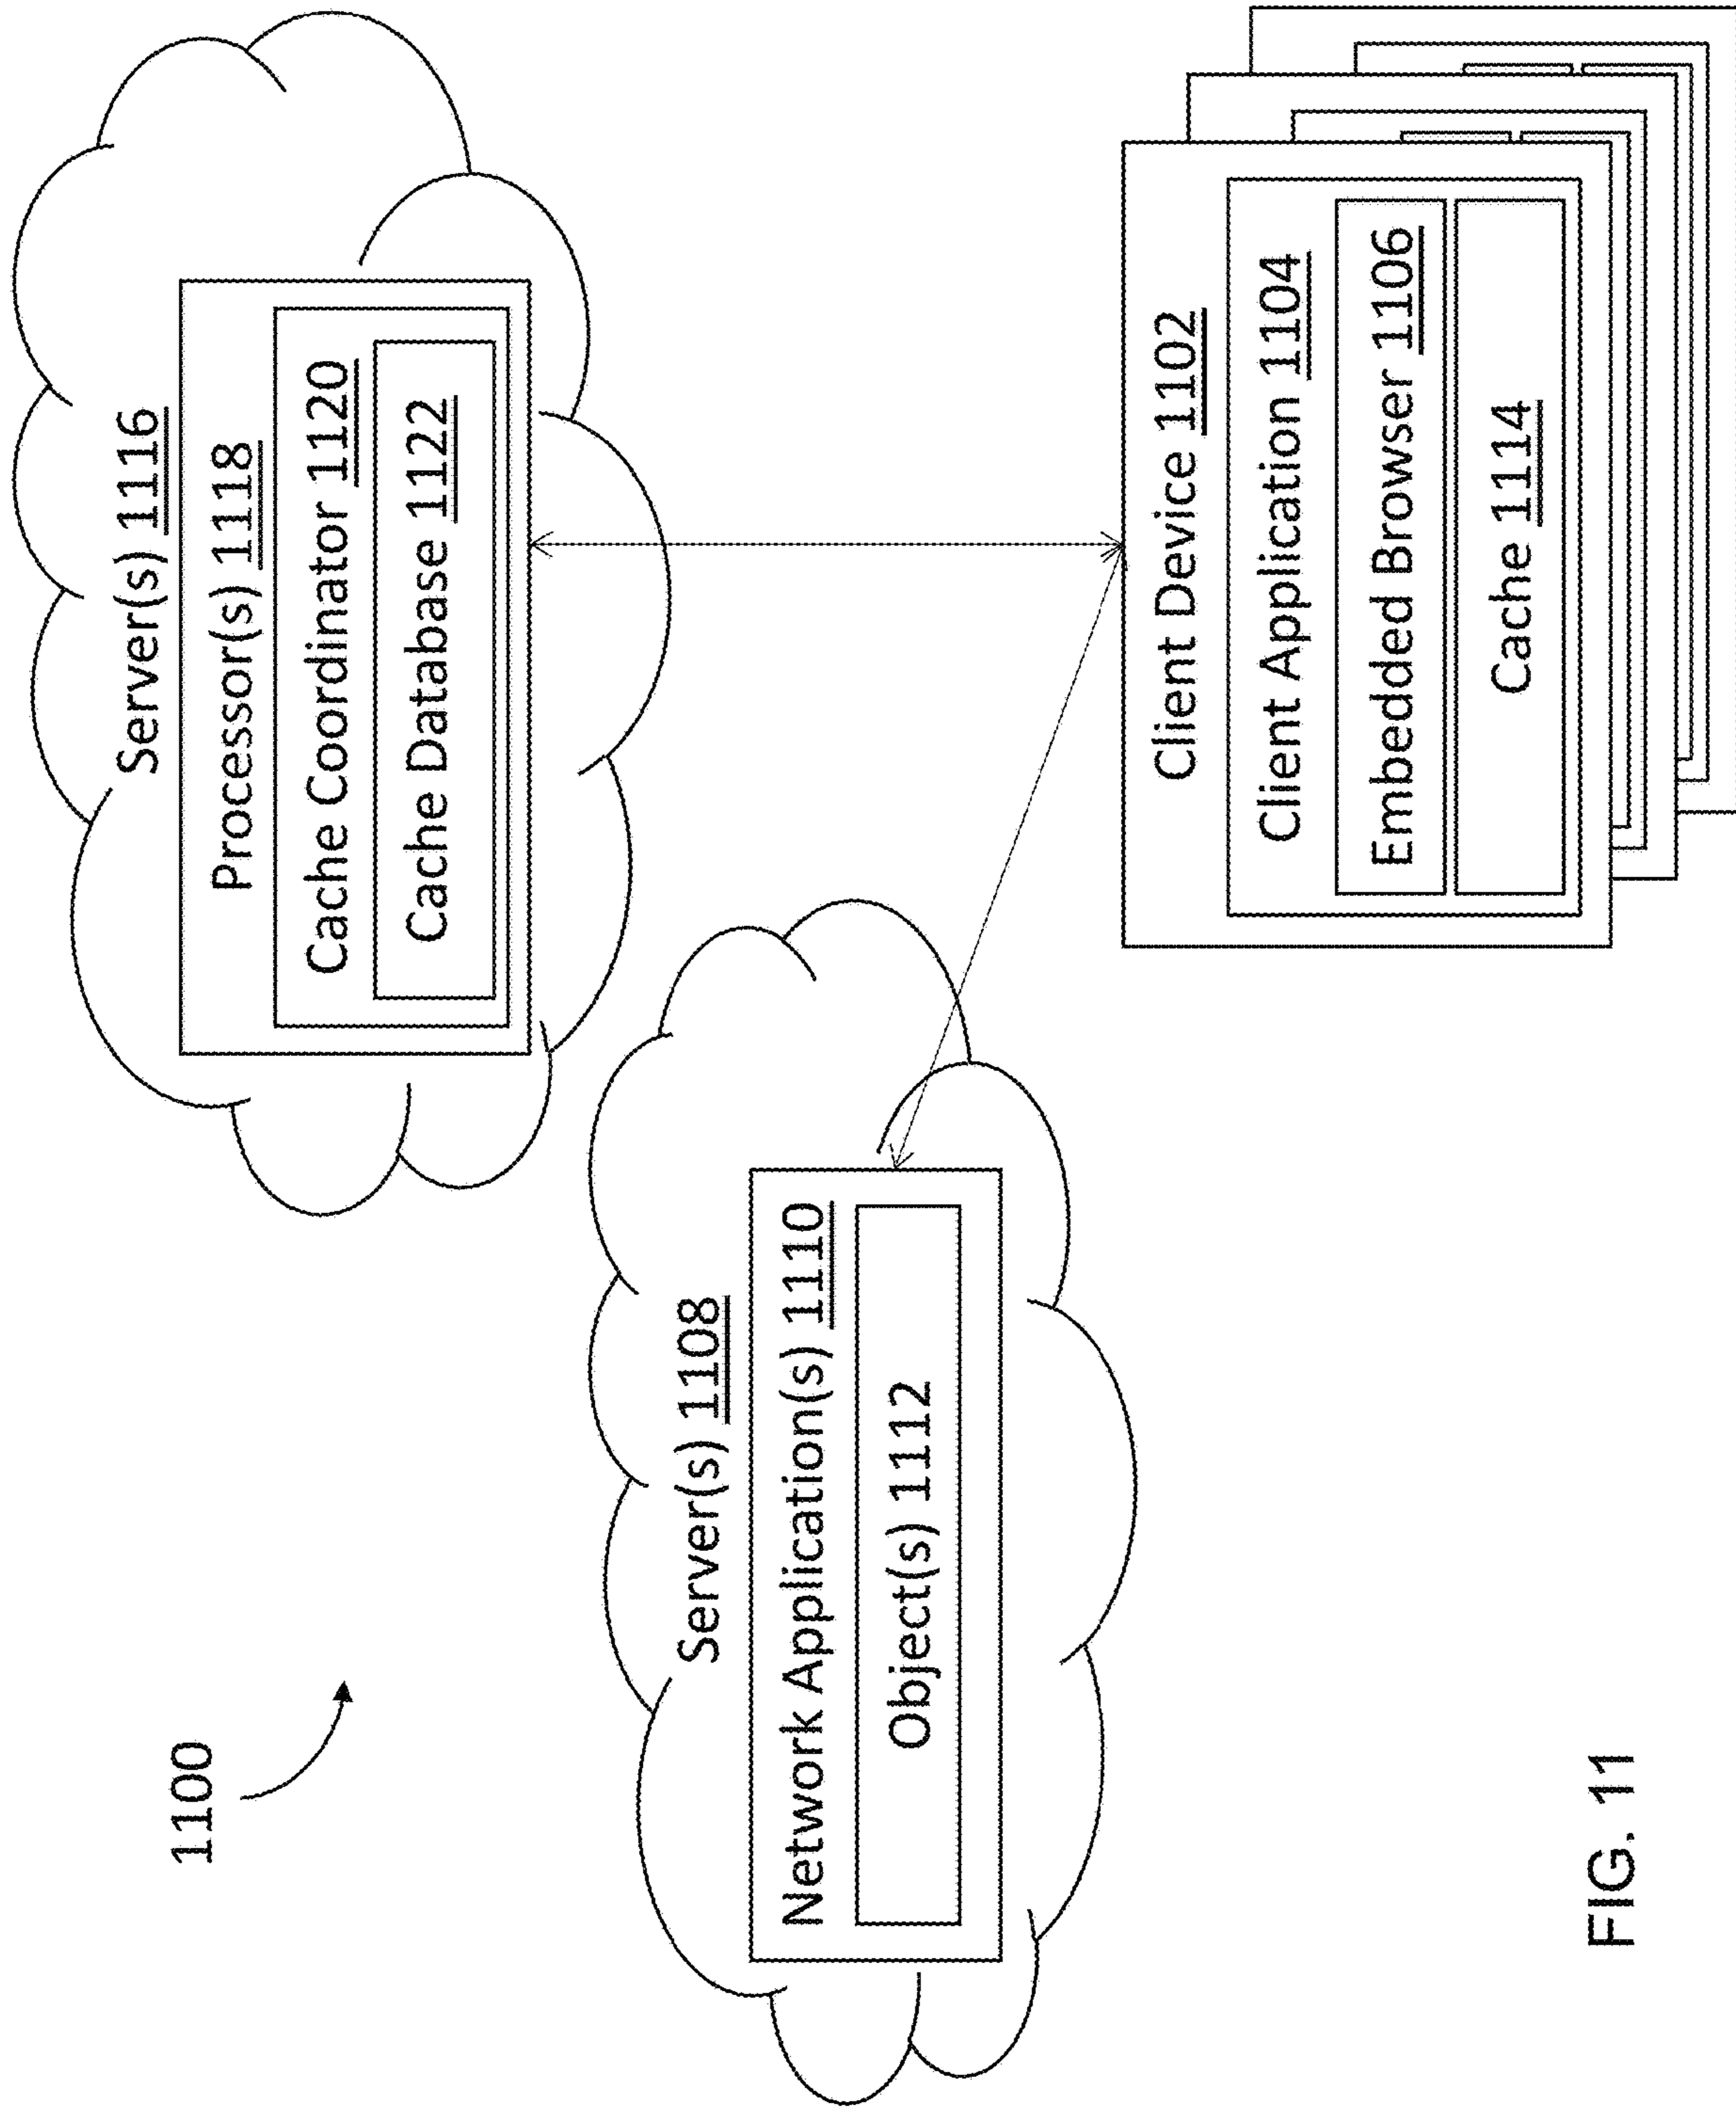 1100
Server(s) 1108
Network Application(s) 1110
Object(s) 1112
Server(s) 1116
Processor(s) 1118
Cache Coordinator 1120
Cache Database 1122
Client Device 1102
Client Application 1104
Embedded Browser 1106
Cache 1114
FIG. 11